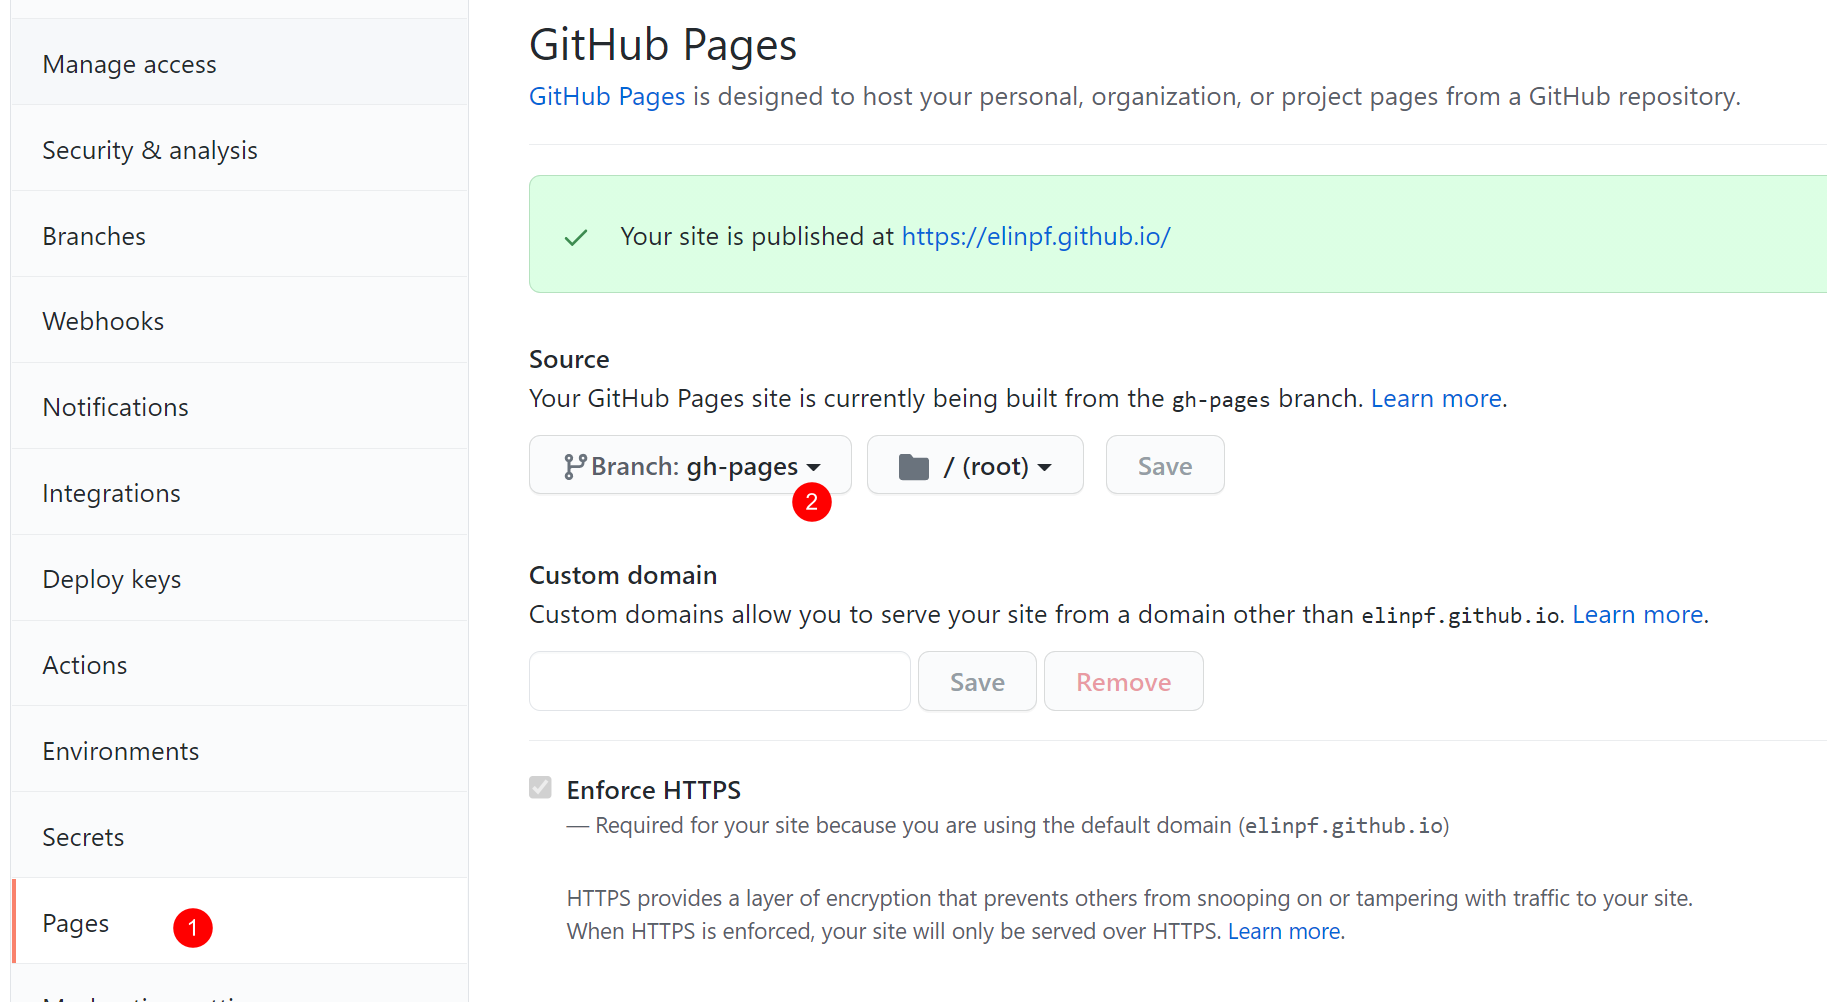 Manage access
Security & analysis
Branches
Webhooks
Notifications
Integrations
Deploy keys
Actions
Environments
Secrets
Pages
1
GitHub Pages
GitHub Pages is designed to host your personal, organization, or project pages from a GitHub repository.
Your site is published at https://elinpf.github.io/
Source
Your GitHub Pages site is currently being built from the gh-pages branch. Learn more.
Branch: gh-pages
/ (root)
Save
2
Custom domain
Custom domains allow you to serve your site from a domain other than elinpf.github.io. Learn more.
Save
Remove
Enforce HTTPS
— Required for your site because you are using the default domain (elinpf.github.io)
HTTPS provides a layer of encryption that prevents others from snooping on or tampering with traffic to your site.
When HTTPS is enforced, your site will only be served over HTTPS. Learn more.